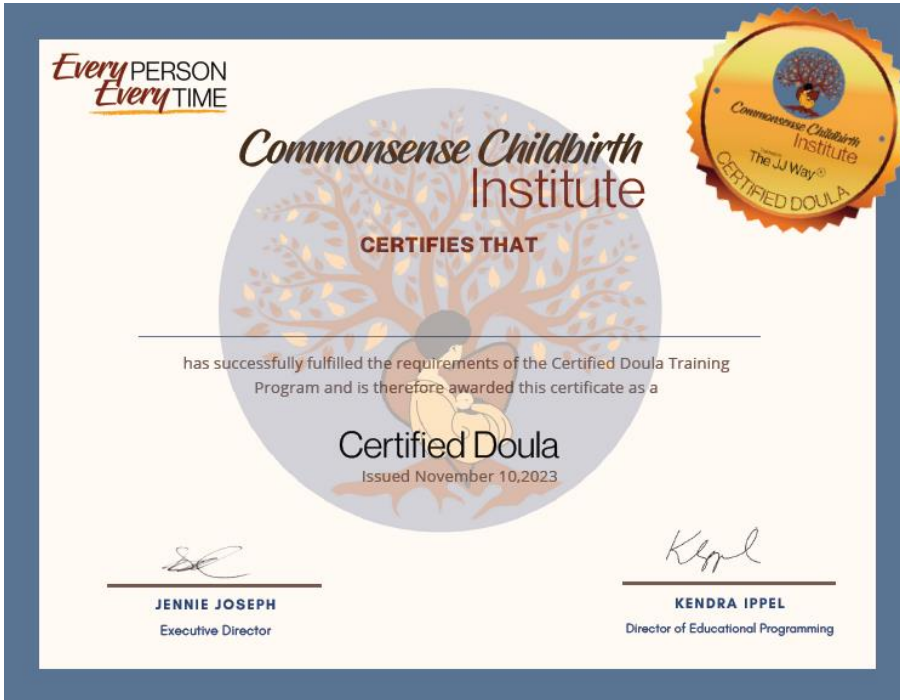 Every PERSON
Every TIME
Commonsense Childbirth
Institute
The JJ Way®
CERTIFIED DOULA
Commonsense Childbirth
Institute
CERTIFIES THAT
has successfully fulfilled the requirements of the Certified Doula Training
Program and is therefore awarded this certificate as a
Certified Doula
Issued November 10,2023
JENNIE JOSEPH
Executive Director
KENDRA IPPEL
Director of Educational Programming